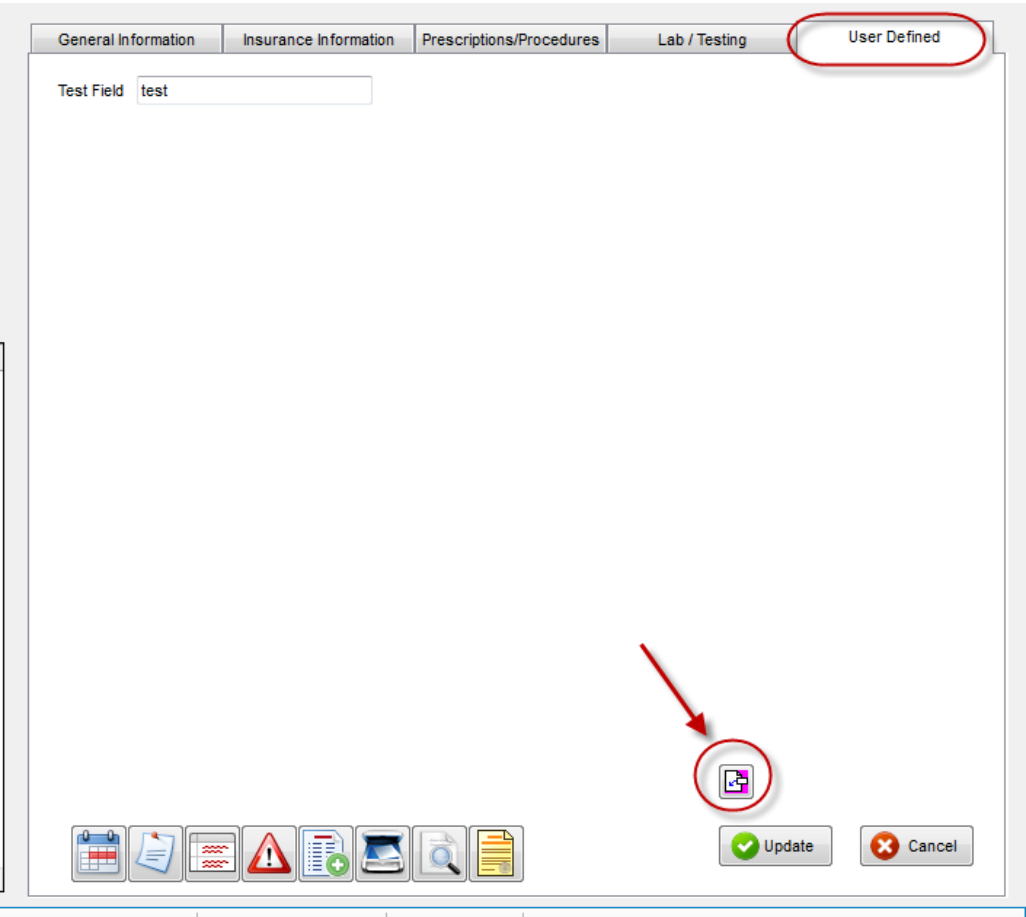 General Information Insurance Information Prescriptions/Procedures Lab / Testing User Defined
Test Field test
Update Cancel